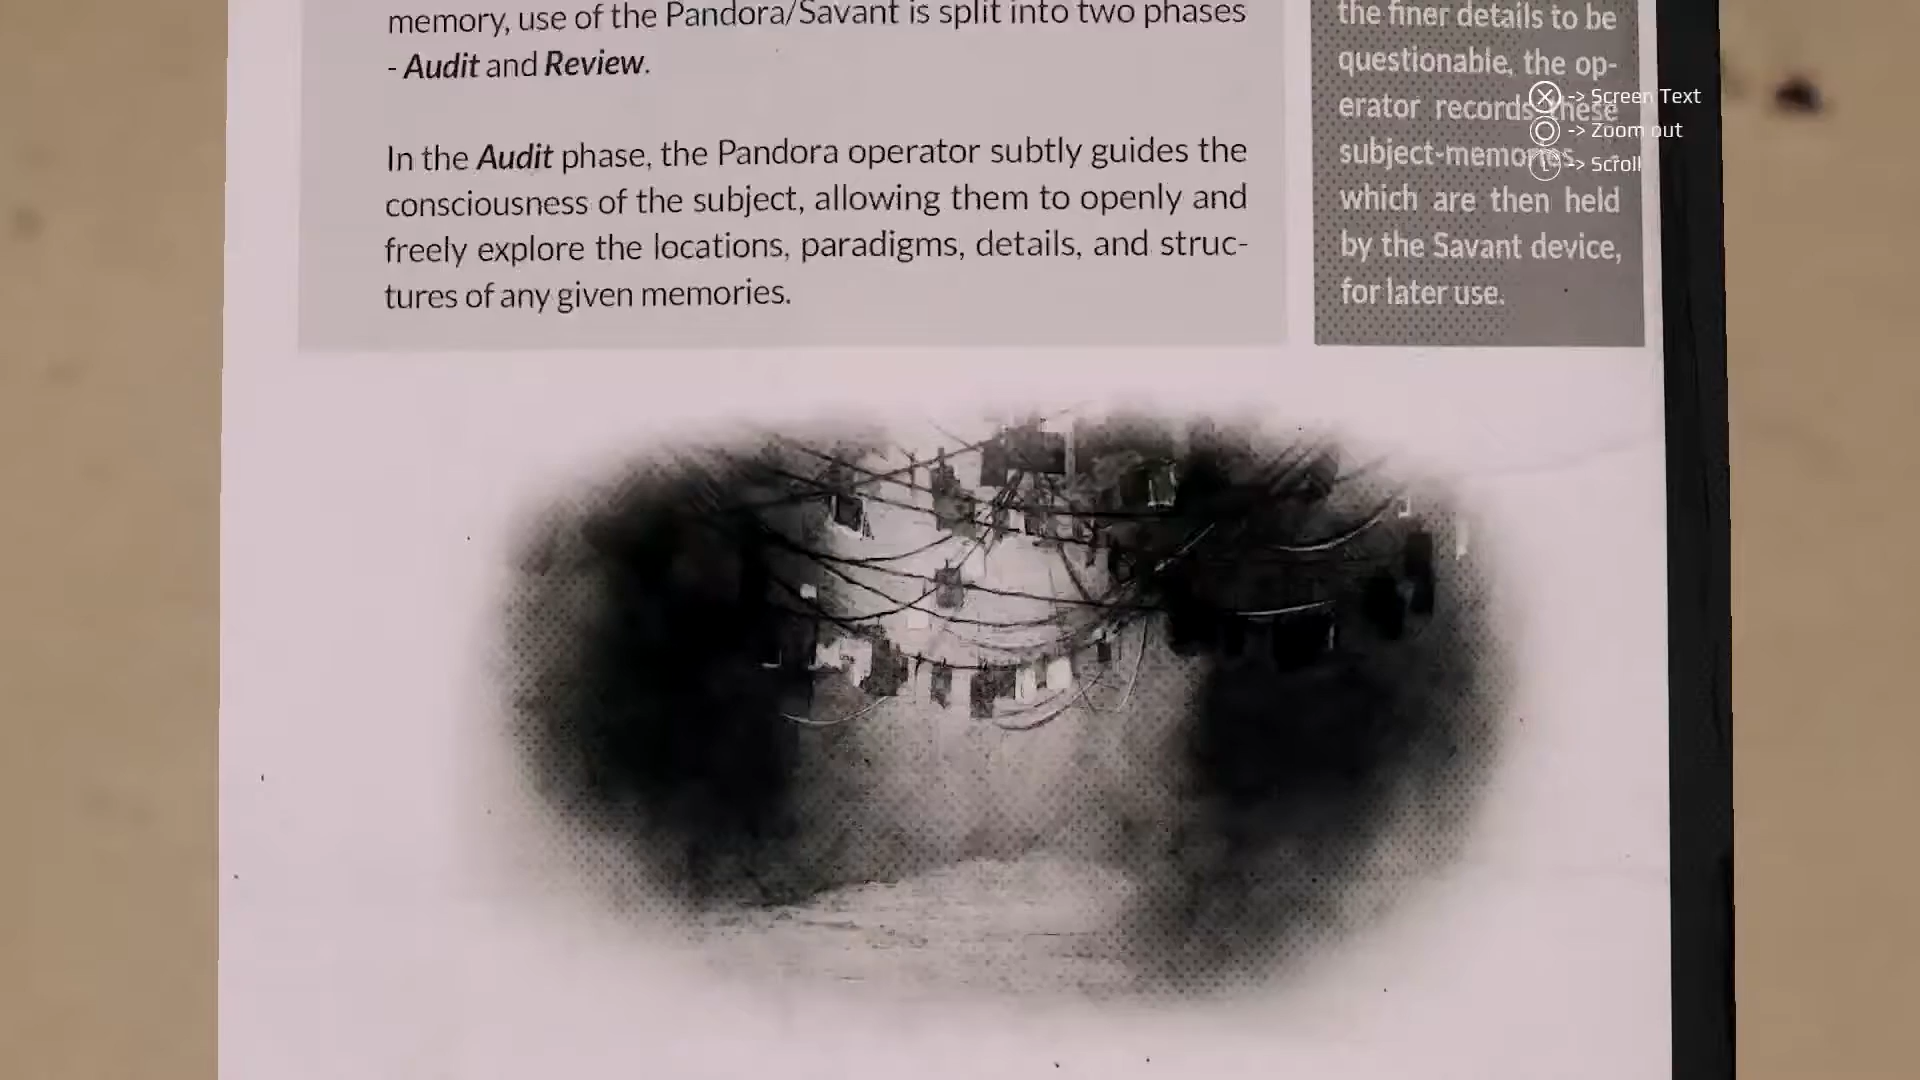 memory, use of the Pandora/Savant is split into two phases
- Audit and Review.
In the Audit phase, the Pandora operator subtly guides the
consciousness of the subject, allowing them to openly and
freely explore the locations, paradigms, details, and struc-
tures of any given memories.
the finer details to be
questionable, the op-
erator records these
subject-memories
which are then held
by the Savant device,
for later use.
-> Screen Text
-> Zoom out
L -> Scroll